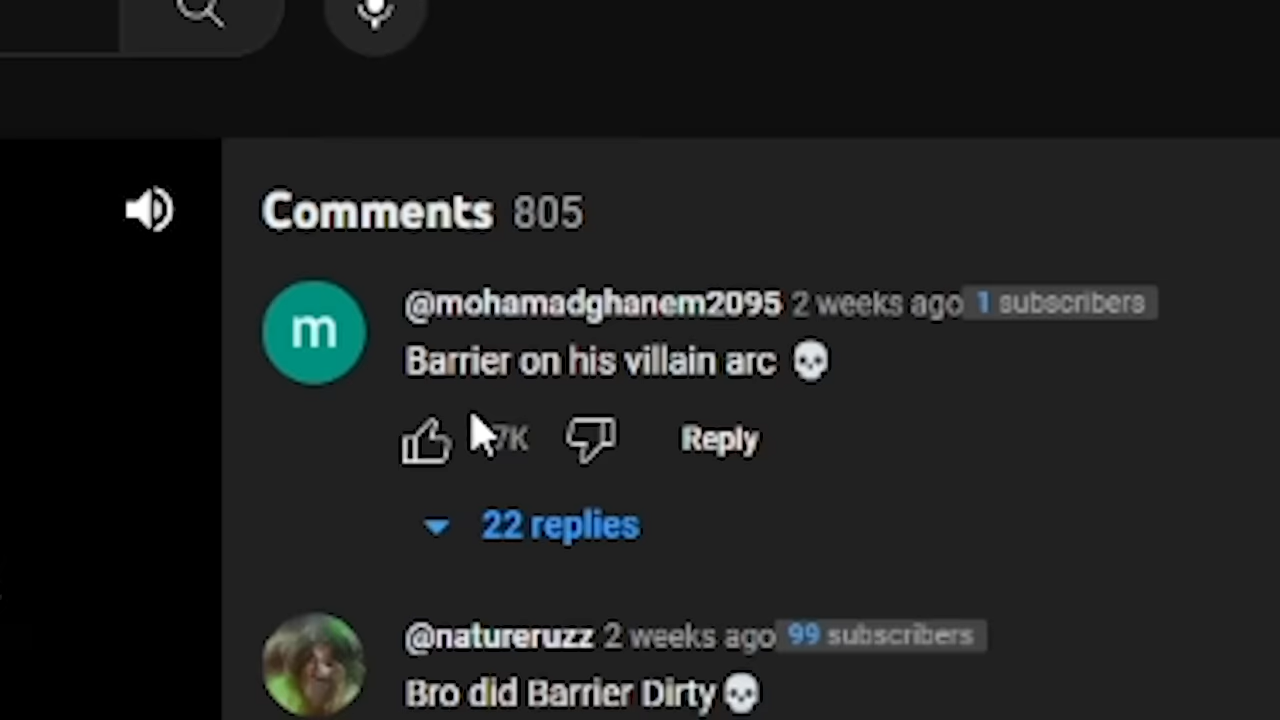 Comments 805
m
@mohamadghanem2095 2 weeks ago 1 subscribers
Barrier on his villain arc 💀
Reply
22 replies
@natureruzz 2 weeks ago 99 subscribers
Bro did Barrier Dirty💀